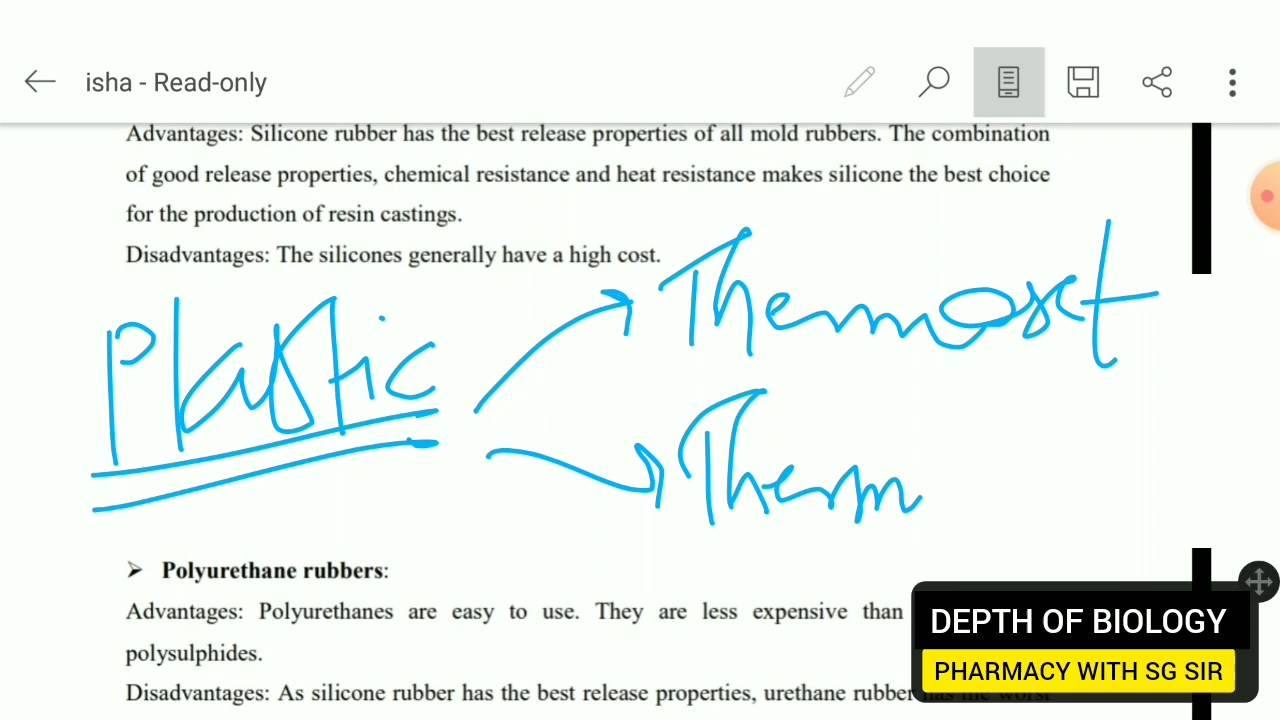 isha - Read-only
Advantages: Silicone rubber has the best release properties of all mold rubbers. The combination
of good release properties, chemical resistance and heat resistance makes silicone the best choice
for the production of resin castings.
Disadvantages: The silicones generally have a high cost.
Thermoset
Plastic
Therm
➢ Polyurethane rubbers:
Advantages: Polyurethanes are easy to use. They are less expensive than
polysulphides.
Disadvantages: As silicone rubber has the best release properties, urethane rubber has the worst
DEPTH OF BIOLOGY
PHARMACY WITH SG SIR